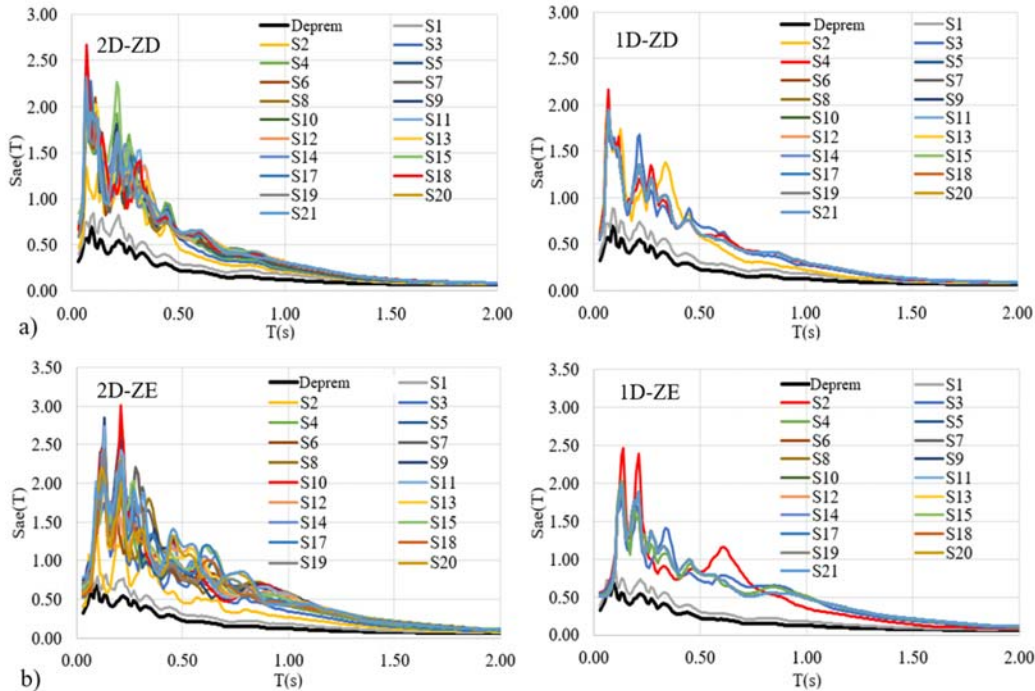 3.00
2.50
2.00
1.50
1.00
0.50
0.00
Sae(T)
2D-ZD
Deprem S1
S2 S3
S4 S5
S6 S7
S8 S9
S10 S11
S12 S13
S14 S15
S17 S18
S19 S20
S21
0.00 0.50 1.00 1.50 2.00
T(s)
a)
3.00
2.50
2.00
1.50
1.00
0.50
0.00
Sae(T)
1D-ZD
Deprem S1
S2 S3
S4 S5
S6 S7
S8 S9
S10 S11
S12 S13
S14 S15
S17 S18
S19 S20
S21
0.00 0.50 1.00 1.50 2.00
T(s)
3.50
3.00
2.50
2.00
1.50
1.00
0.50
0.00
Sae(T)
2D-ZE
Deprem S1
S2 S3
S4 S5
S6 S7
S8 S9
S10 S11
S12 S13
S14 S15
S17 S18
S19 S20
0.00 0.50 1.00 1.50 2.00
T(s)
b)
3.50
3.00
2.50
2.00
1.50
1.00
0.50
0.00
Sae(T)
1D-ZE
Deprem S1
S2 S3
S4 S5
S6 S7
S8 S9
S10 S11
S12 S13
S14 S15
S17 S18
S19 S20
S21
0.00 0.50 1.00 1.50 2.00
T(s)